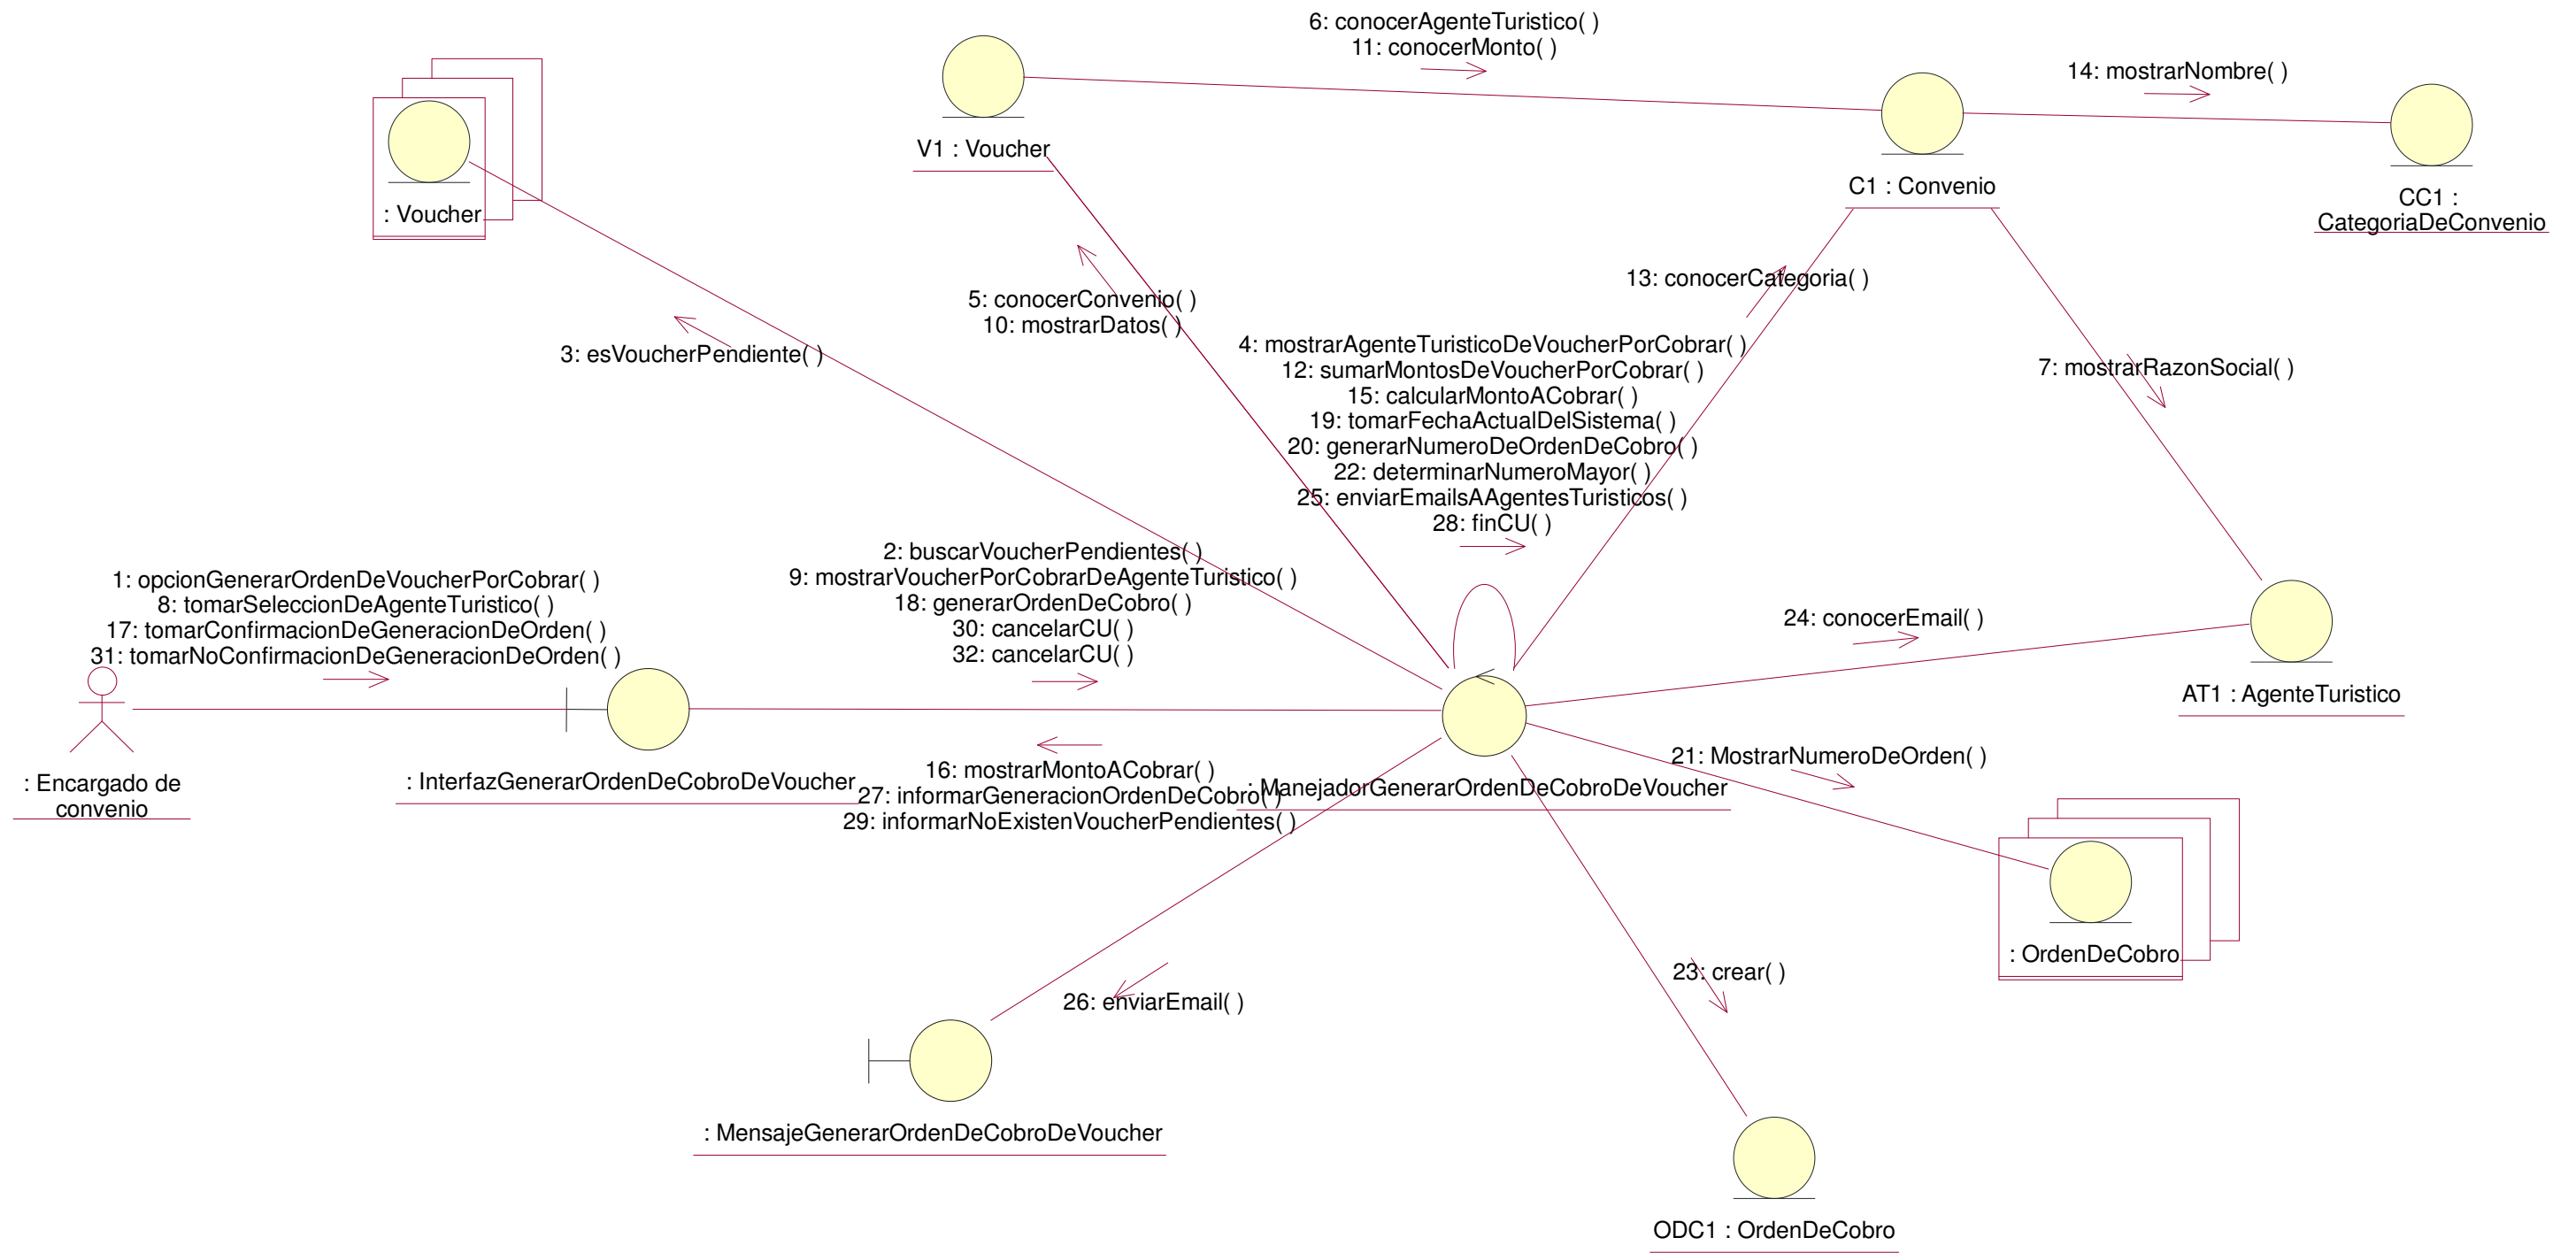 6: conocerAgenteTuristico( )
11: conocerMonto( )
14: mostrarNombre( )
V1 : Voucher
C1 : Convenio
CC1 :
CategoriaDeConvenio
: Voucher
13: conocerCategoria( )
5: conocerConvenio( )
10: mostrarDatos( )
3: esVoucherPendiente( )
4: mostrarAgenteTuristicoDeVoucherPorCobrar( )
12: sumarMontosDeVoucherPorCobrar( )
15: calcularMontoACobrar( )
19: tomarFechaActualDelSistema( )
20: generarNumeroDeOrdenDeCobro( )
22: determinarNumeroMayor( )
25: enviarEmailsAAgentesTuristicos( )
28: finCU( )
7: mostrarRazonSocial( )
1: opcionGenerarOrdenDeVoucherPorCobrar( )
8: tomarSeleccionDeAgenteTuristico( )
17: tomarConfirmacionDeGeneracionDeOrden( )
31: tomarNoConfirmacionDeGeneracionDeOrden( )
2: buscarVoucherPendientes( )
9: mostrarVoucherPorCobrarDeAgenteTuristico( )
18: generarOrdenDeCobro( )
30: cancelarCU( )
32: cancelarCU( )
24: conocerEmail( )
AT1 : AgenteTuristico
: Encargado de
convenio
: InterfazGenerarOrdenDeCobroDeVoucher
16: mostrarMontoACobrar( )
27: informarGeneracionOrdenDeCobro( )
29: informarNoExistenVoucherPendientes( )
: ManejadorGenerarOrdenDeCobroDeVoucher
21: MostrarNumeroDeOrden( )
: OrdenDeCobro
26: enviarEmail( )
23: crear( )
: MensajeGenerarOrdenDeCobroDeVoucher
ODC1 : OrdenDeCobro